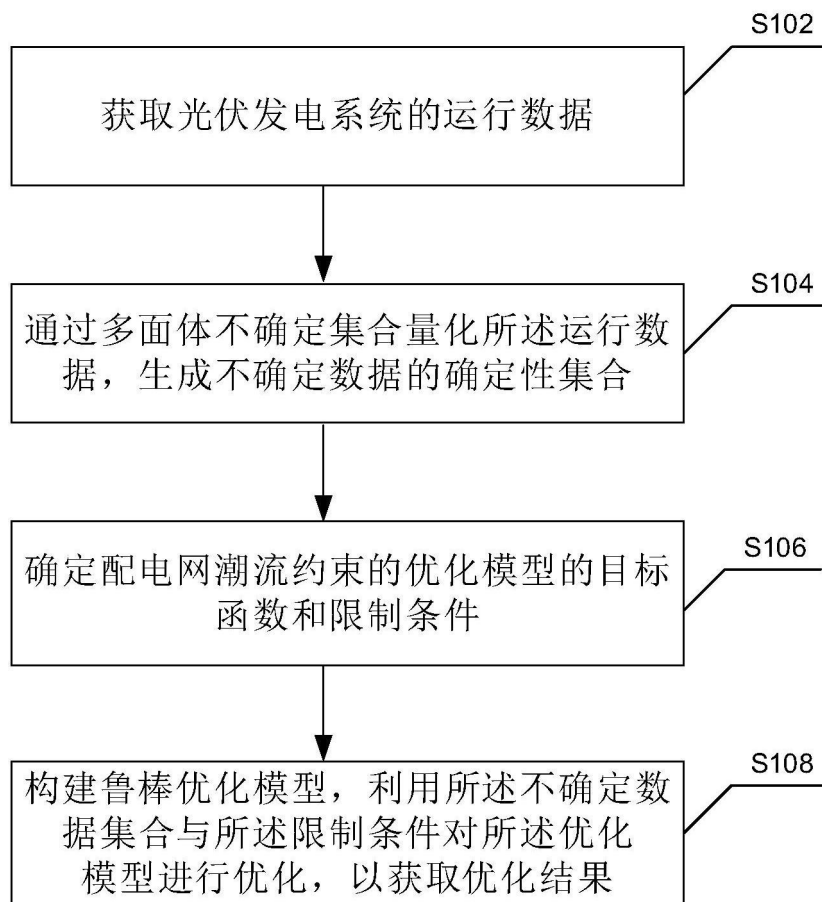 S102
获取光伏发电系统的运行数据
S104
通过多面体不确定集合量化所述运行数
据，生成不确定数据的确定性集合
S106
确定配电网潮流约束的优化模型的目标
函数和限制条件
S108
构建鲁棒优化模型，利用所述不确定数
据集合与所述限制条件对所述优化
模型进行优化，以获取优化结果